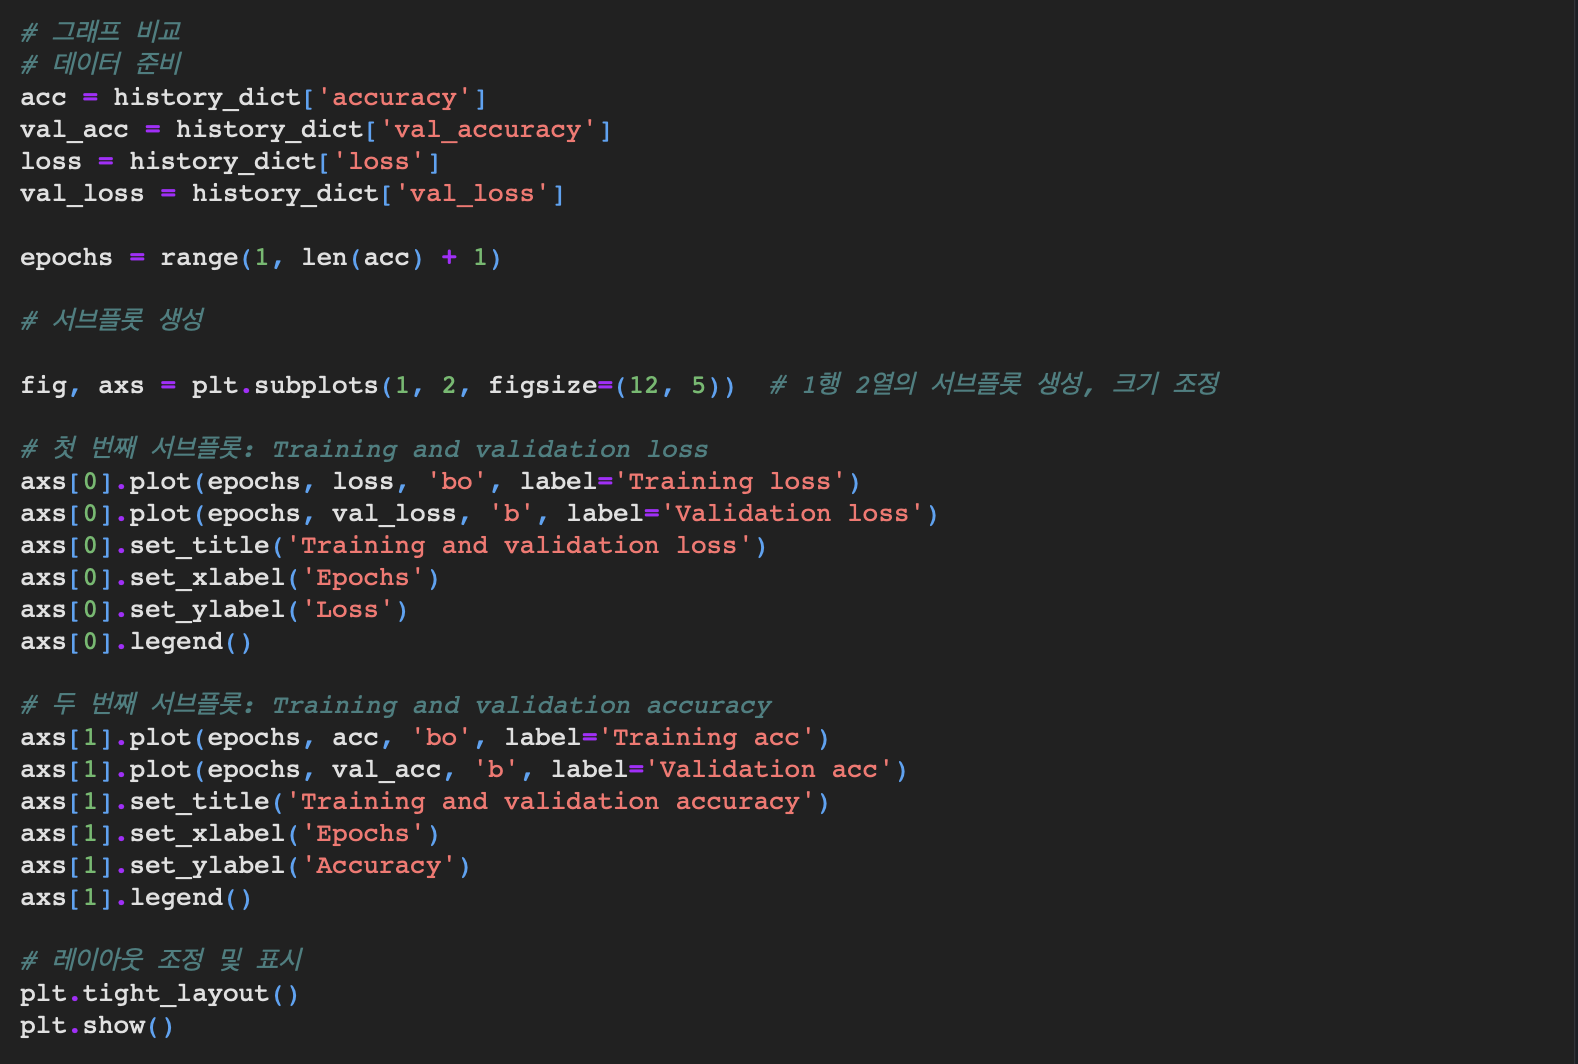 # 그래프 비교
# 데이터 준비
acc = history_dict['accuracy']
val_acc = history_dict['val_accuracy']
loss = history_dict['loss']
val_loss = history_dict['val_loss']
epochs = range(1, len(acc) + 1)
# 서브플롯 생성
fig, axs = plt.subplots(1, 2, figsize=(12, 5))  # 1행 2열의 서브플롯 생성, 크기 조정
# 첫 번째 서브플롯: Training and validation loss
axs[0].plot(epochs, loss, 'bo', label='Training loss')
axs[0].plot(epochs, val_loss, 'b', label='Validation loss')
axs[0].set_title('Training and validation loss')
axs[0].set_xlabel('Epochs')
axs[0].set_ylabel('Loss')
axs[0].legend()
# 두 번째 서브플롯: Training and validation accuracy
axs[1].plot(epochs, acc, 'bo', label='Training acc')
axs[1].plot(epochs, val_acc, 'b', label='Validation acc')
axs[1].set_title('Training and validation accuracy')
axs[1].set_xlabel('Epochs')
axs[1].set_ylabel('Accuracy')
axs[1].legend()
# 레이아웃 조정 및 표시
plt.tight_layout()
plt.show()